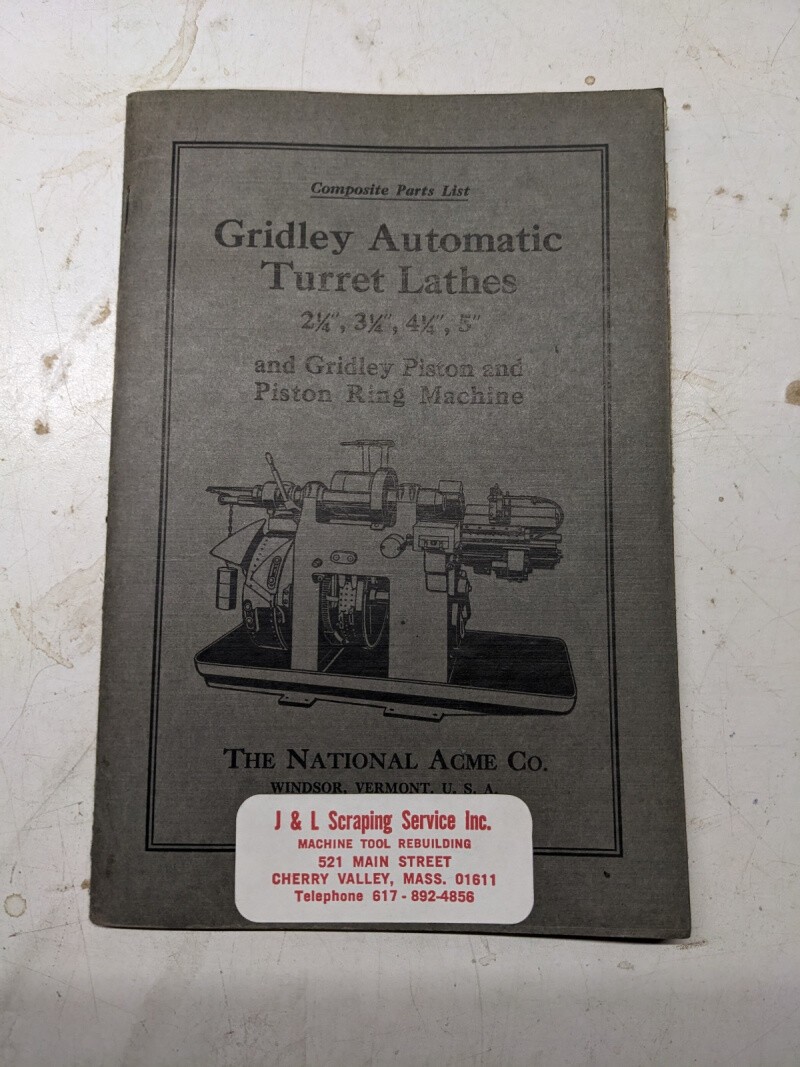 Composite Parts List
Gridley Automatic
Turret Lathes
2¼", 3¼", 4¼", 5"
and Gridley Piston and
Piston Ring Machine
THE NATIONAL ACME CO.
WINDSOR, VERMONT, U. S. A.
J & L Scraping Service Inc.
MACHINE TOOL REBUILDING
521 MAIN STREET
CHERRY VALLEY, MASS. 01611
Telephone 617 - 892-4856